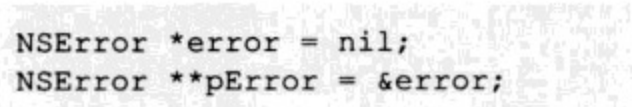 NSError *error = nil;
NSError **pError = &error;